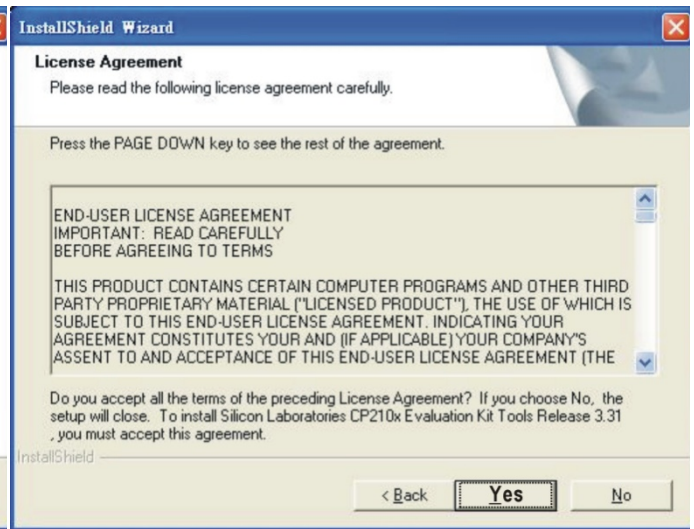 InstallShield Wizard
License Agreement
Please read the following license agreement carefully.
Press the PAGE DOWN key to see the rest of the agreement.
END-USER LICENSE AGREEMENT
IMPORTANT: READ CAREFULLY
BEFORE AGREEING TO TERMS
THIS PRODUCT CONTAINS CERTAIN COMPUTER PROGRAMS AND OTHER THIRD
PARTY PROPRIETARY MATERIAL ("LICENSED PRODUCT"), THE USE OF WHICH IS
SUBJECT TO THIS END-USER LICENSE AGREEMENT. INDICATING YOUR
AGREEMENT CONSTITUTES YOUR AND (IF APPLICABLE) YOUR COMPANY'S
ASSENT TO AND ACCEPTANCE OF THIS END-USER LICENSE AGREEMENT (THE
Do you accept all the terms of the preceding License Agreement? If you choose No, the
setup will close. To install Silicon Laboratories CP210x Evaluation Kit Tools Release 3.31
, you must accept this agreement.
InstallShield
< Back Yes No